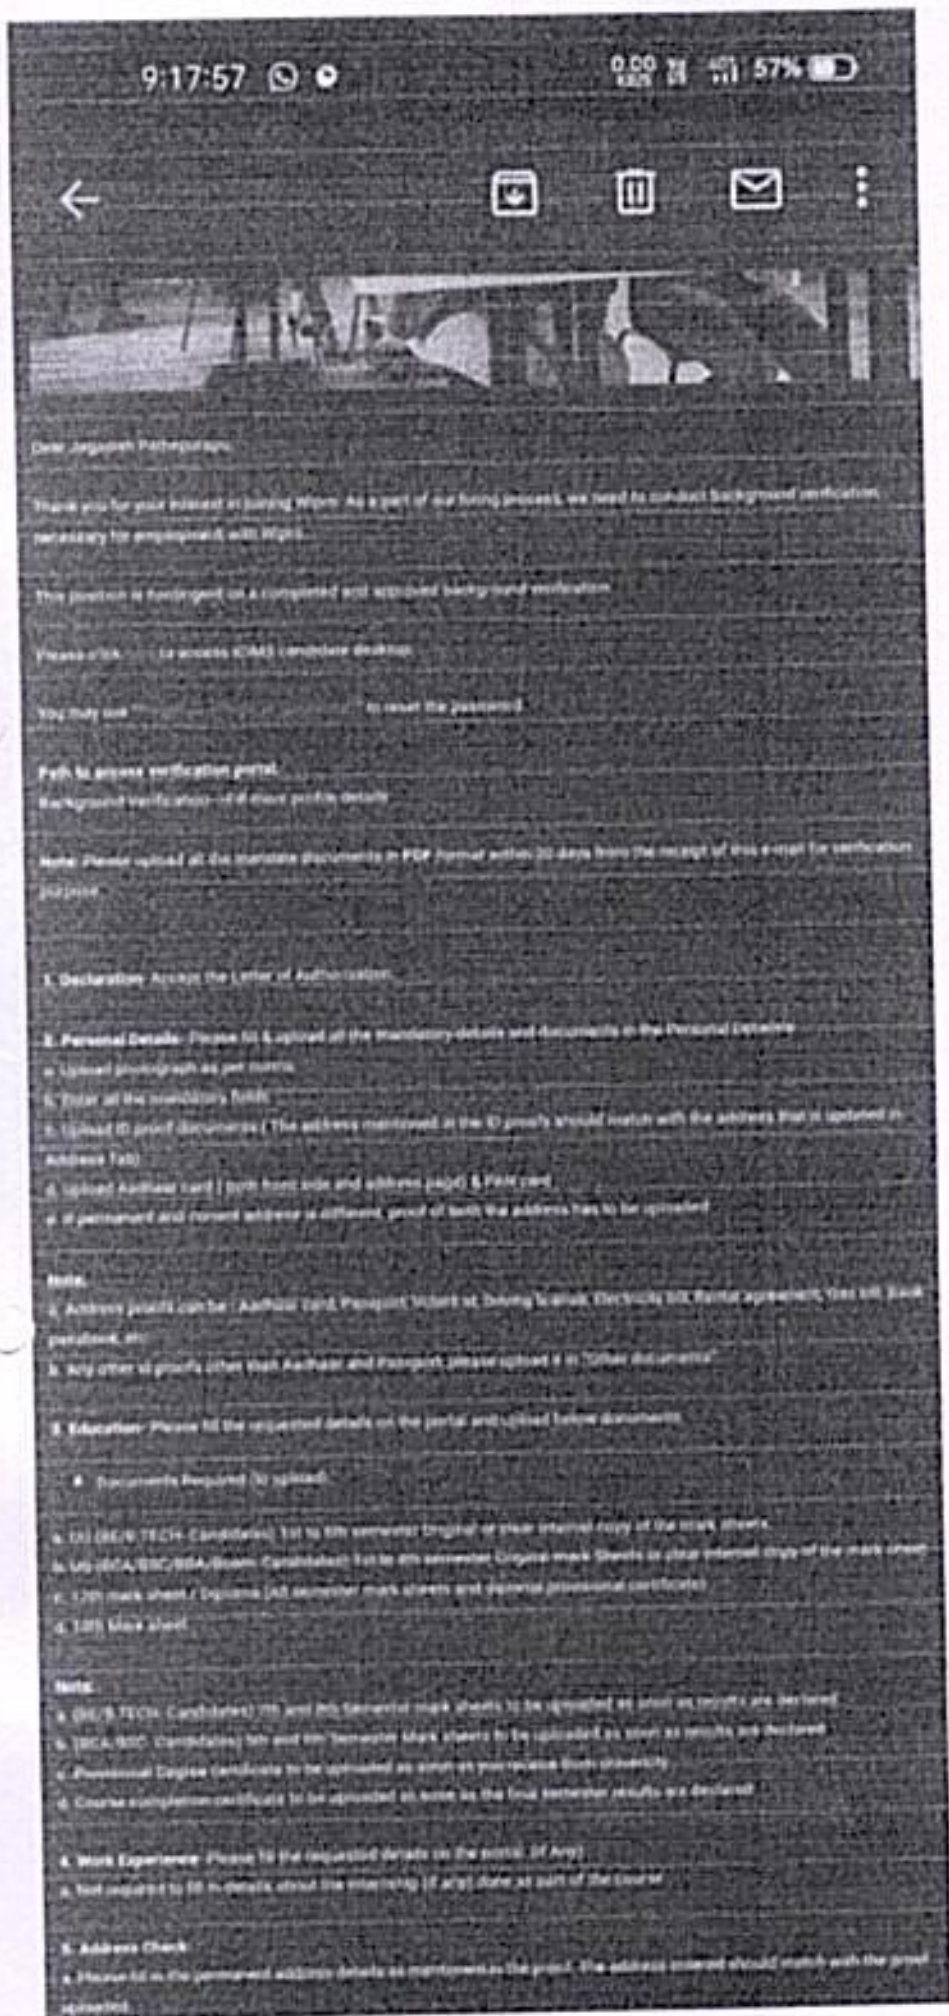 9:17:57 0.00 KB/S 57%
Dear
Thank you for your interest in joining Wipro. As a part of our hiring process, we need to conduct background verification,
necessary for employment with Wipro.
This position is contingent on a completed and approved background verification
Please click to access candidate desktop
You may use to reset the password
Path to access verification portal
Background Verification profile details
Note: Please upload all the mandate documents in PDF format within days from the receipt of this e-mail for verification
purpose
1. Declaration- Accept the Letter of Authorization.
2. Personal Details- Please fill & upload all the mandatory details and documents in the Personal
a. Upload photograph as per norms
b. Enter all the mandatory fields
c. Upload ID proof documents ( The address mentioned in the ID proofs should match with the address that is updated in
Address Tab)
d. Upload Aadhaar card ( both front side and address page) & PAN card
e. If permanent and current address is different, proof of both the address has to be uploaded
Note:
a. Address proofs can be : Aadhaar card, Passport, Voters id, Driving license, Electricity bill, Rental agreement, Gas bill, Bank
passbook, etc
b. Any other id proofs other than Aadhaar and Passport, please upload it in "Other documents"
3. Education- Please fill the requested details on the portal and upload below documents
• Documents Required (to upload)
a. UG (BE/B.TECH- Candidates) 1st to 6th semester Original or clear internet copy of the mark sheets
b. UG Candidates) 1st to 4th semester Original mark Sheets or clear internet copy of the mark sheet
c. 12th mark sheet / Diploma (All semester mark sheets and diploma provisional certificate)
d. 10th Mark sheet
Note:
a. (BE/B.TECH- Candidates) 7th and 8th Semester mark sheets to be uploaded as soon as results are declared
b. (BCA/BSC- Candidates) 5th and 6th Semester Mark sheets to be uploaded as soon as results are declared
c. Provisional Degree certificate to be uploaded as soon as you receive from University
d. Course completion certificate to be uploaded as soon as the final semester results are declared
4. Work Experience- Please fill the requested details on the portal. (If Any)
a. Not required to fill in details about the internship (if any) done as part of the course
5. Address Check
a. Please fill in the permanent address details as mentioned in the proof. The address entered should match with the proof
uploaded.